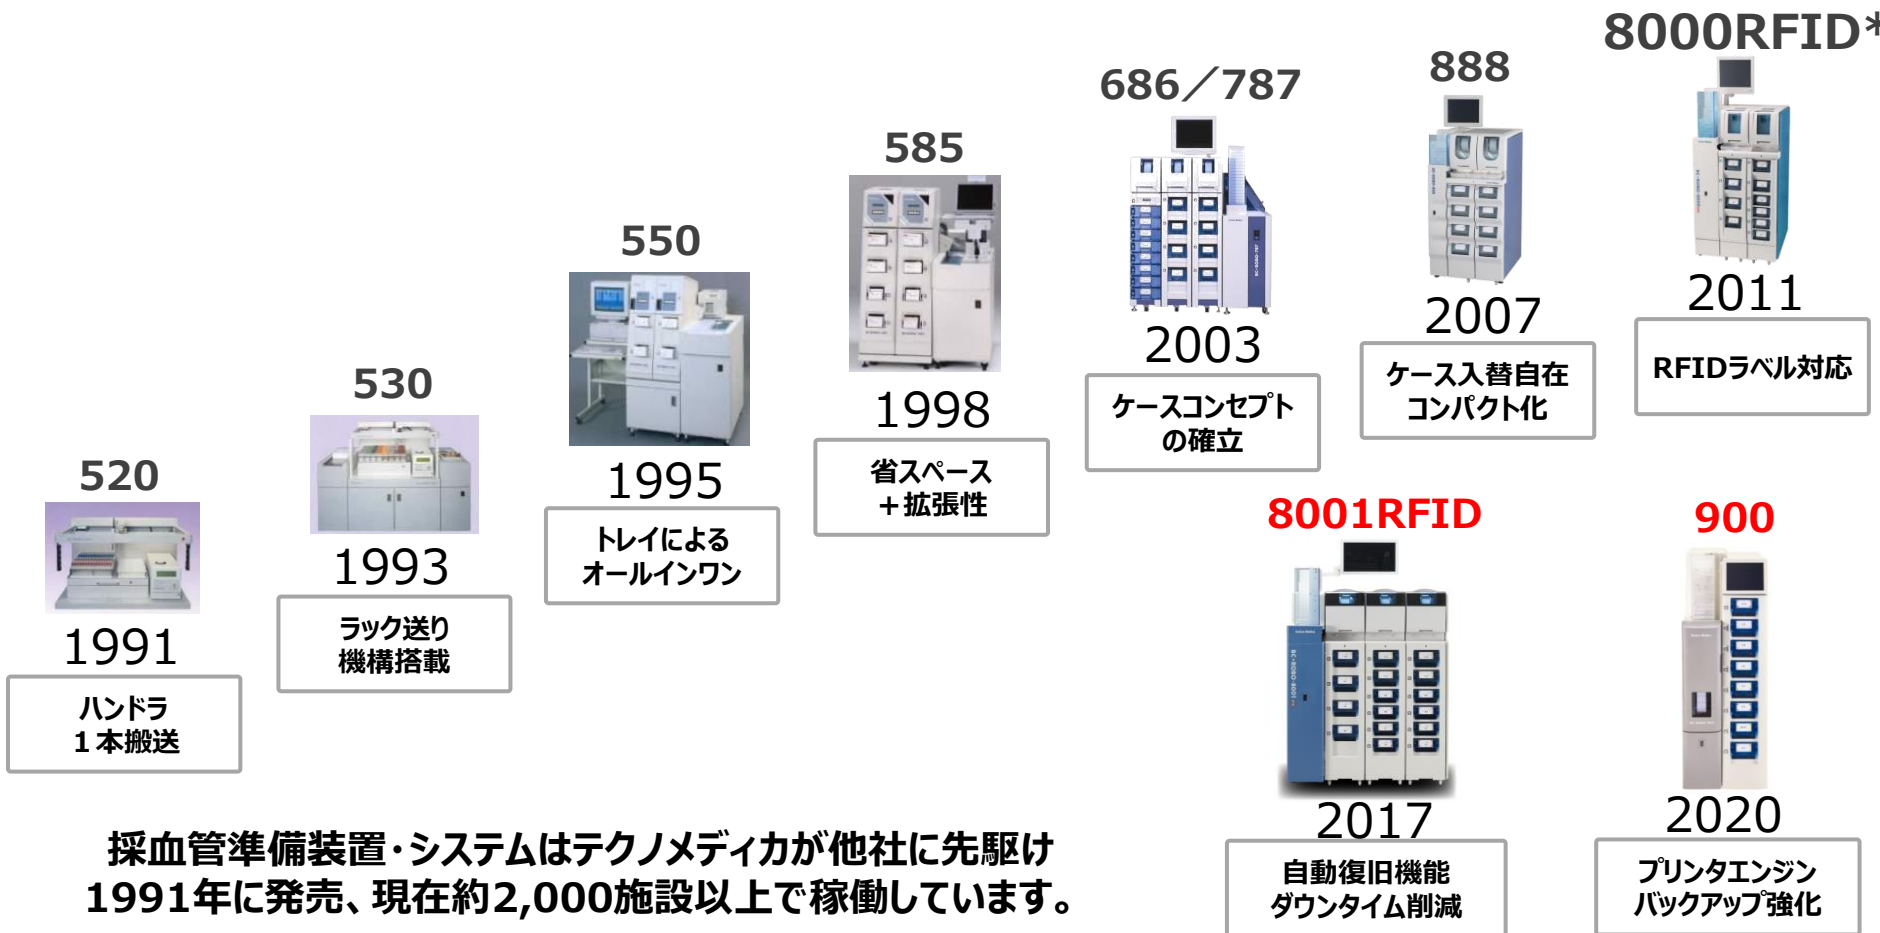 520
1991
ハンドラ
１本搬送
530
1993
ラック送り
機構搭載
550
1995
トレイによる
オールインワン
585
1998
省スペース
＋拡張性
686／787
2003
ケースコンセプト
の確立
888
2007
ケース入替自在
コンパクト化
8000RFID*
2011
RFIDラベル対応
8001RFID
BC・ROBO-8001
2017
自動復旧機能
ダウンタイム削減
900
2020
プリンタエンジン
バックアップ強化
採血管準備装置・システムはテクノメディカが他社に先駆け
1991年に発売、現在約2,000施設以上で稼働しています。